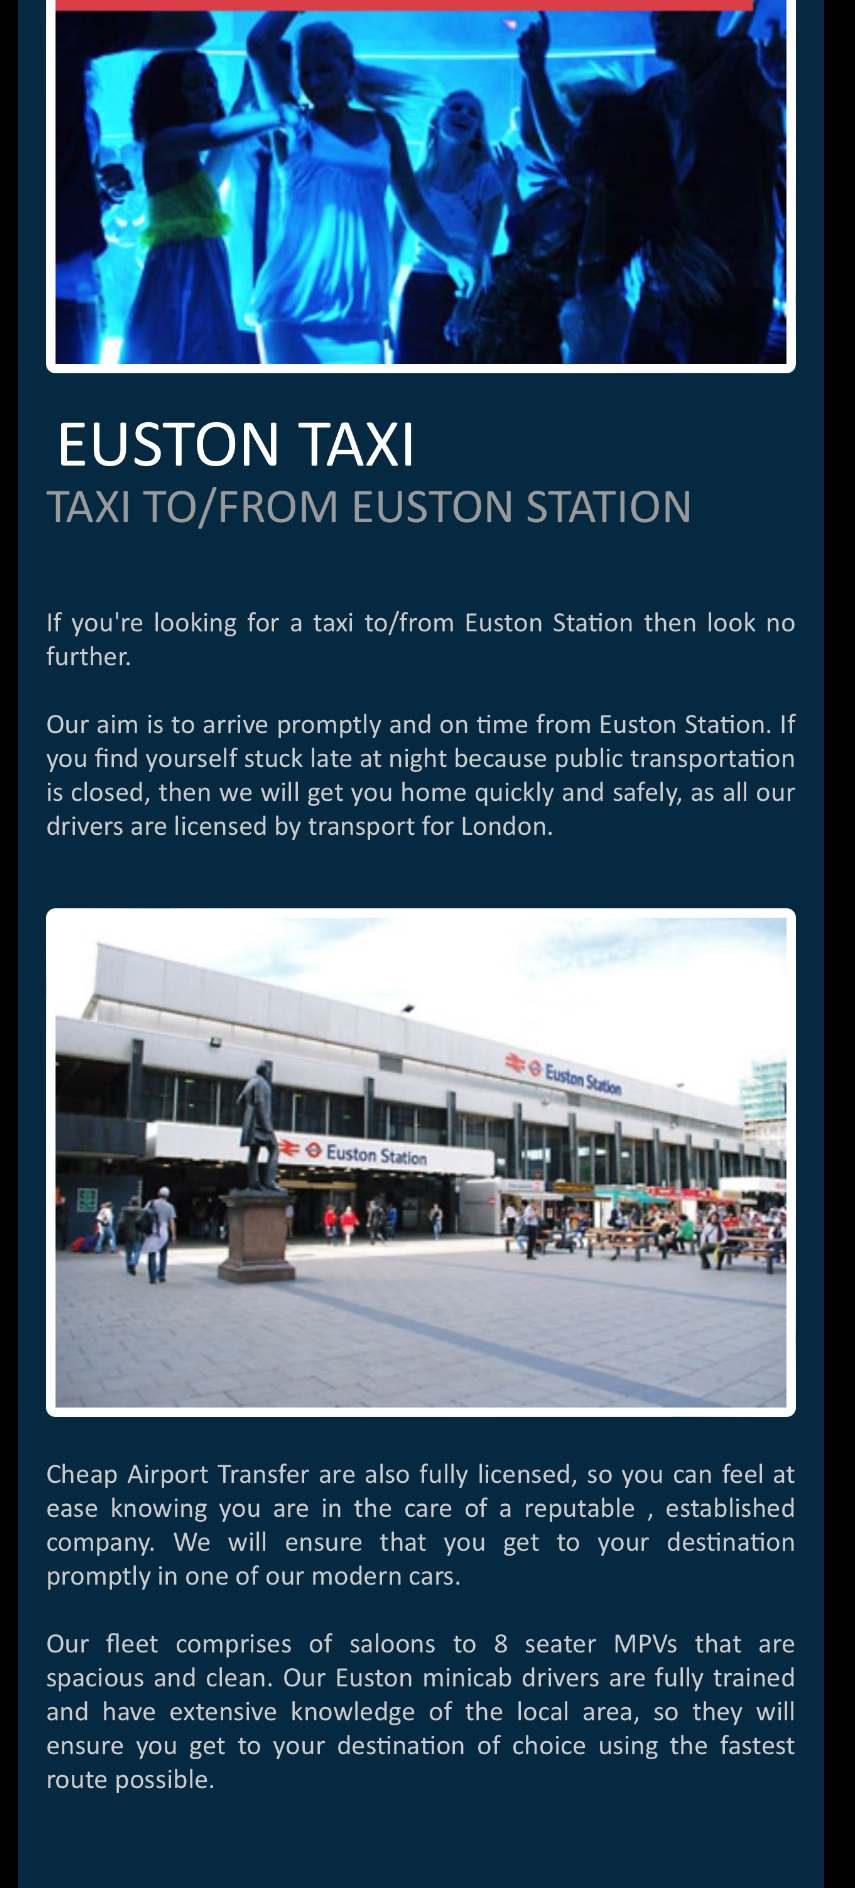 EUSTON TAXI
TAXI TO/FROM EUSTON STATION
If you're looking for a taxi to/from Euston Station then look no
further.
Our aim is to arrive promptly and on time from Euston Station. If
you find yourself stuck late at night because public transportation
is closed, then we will get you home quickly and safely, as all our
drivers are licensed by transport for London.
Euston Station
Euston Station
Cheap Airport Transfer are also fully licensed, so you can feel at
ease knowing you are in the care of a reputable , established
company. We will ensure that you get to your destination
promptly in one of our modern cars.
Our fleet comprises of saloons to 8 seater MPVs that are
spacious and clean. Our Euston minicab drivers are fully trained
and have extensive knowledge of the local area, so they will
ensure you get to your destination of choice using the fastest
route possible.